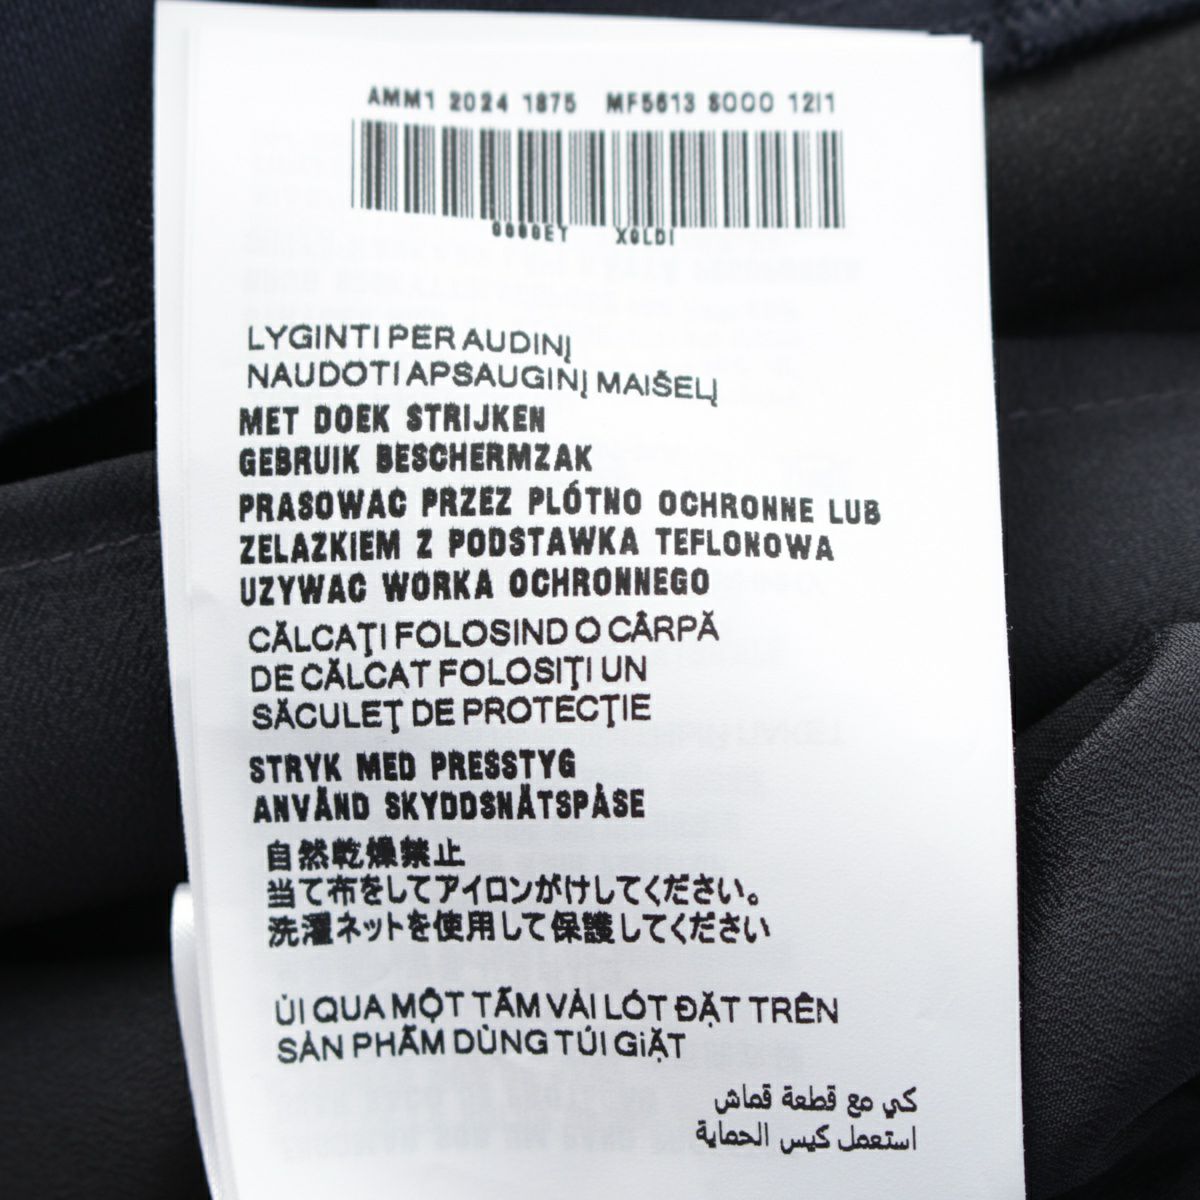 AMM1 2024 1875 MF5613 S000 1211
LYGINTI PER AUDINĮ
NAUDOTI APSAUGINĮ MAIŠELĮ
MET DOEK STRIJKEN
GEBRUIK BESCHERMZAK
PRASOWAC PRZEZ PLÓTNO OCHRONNE LUB
ZELAZKIEM Z PODSTAWKA TEFLONOWA
UZYWAC WORKA OCHRONNEGO
CĂLCAŢI FOLOSIND O CÂRPĂ
DE CĂLCAT FOLOSIŢI UN
SĂCULEŢ DE PROTECŢIE
STRYK MED PRESSTYG
ANVÅND SKYDDSNÅTSPÅSE
自然乾燥禁止
当て布をしてアイロンがけしてください。
洗濯ネットを使用して保護してください
ỦI QUA MỘT TẤM VẢI LÓT ĐẶT TRÊN
SẢN PHẨM DÙNG TÚI GIẶT
كي مع قطعة قماش
استعمل كيس الحماية